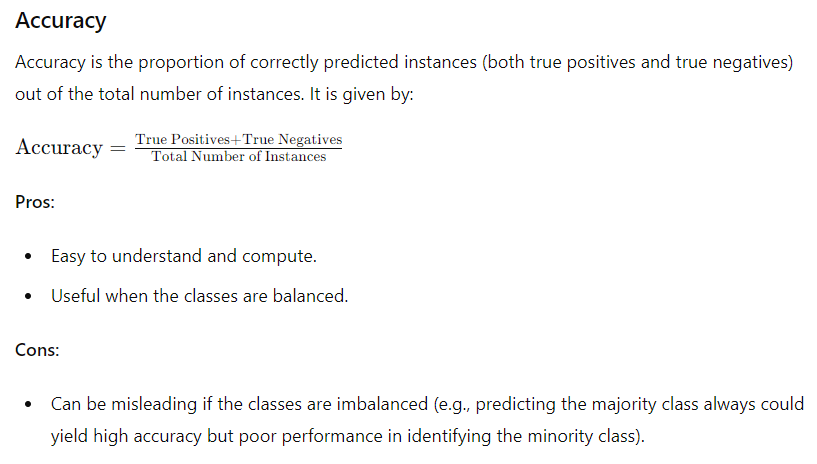 Accuracy
Accuracy is the proportion of correctly predicted instances (both true positives and true negatives)
out of the total number of instances. It is given by:
Accuracy = True Positives+True Negatives
Total Number of Instances
Pros:
• Easy to understand and compute.
• Useful when the classes are balanced.
Cons:
• Can be misleading if the classes are imbalanced (e.g., predicting the majority class always could
yield high accuracy but poor performance in identifying the minority class).